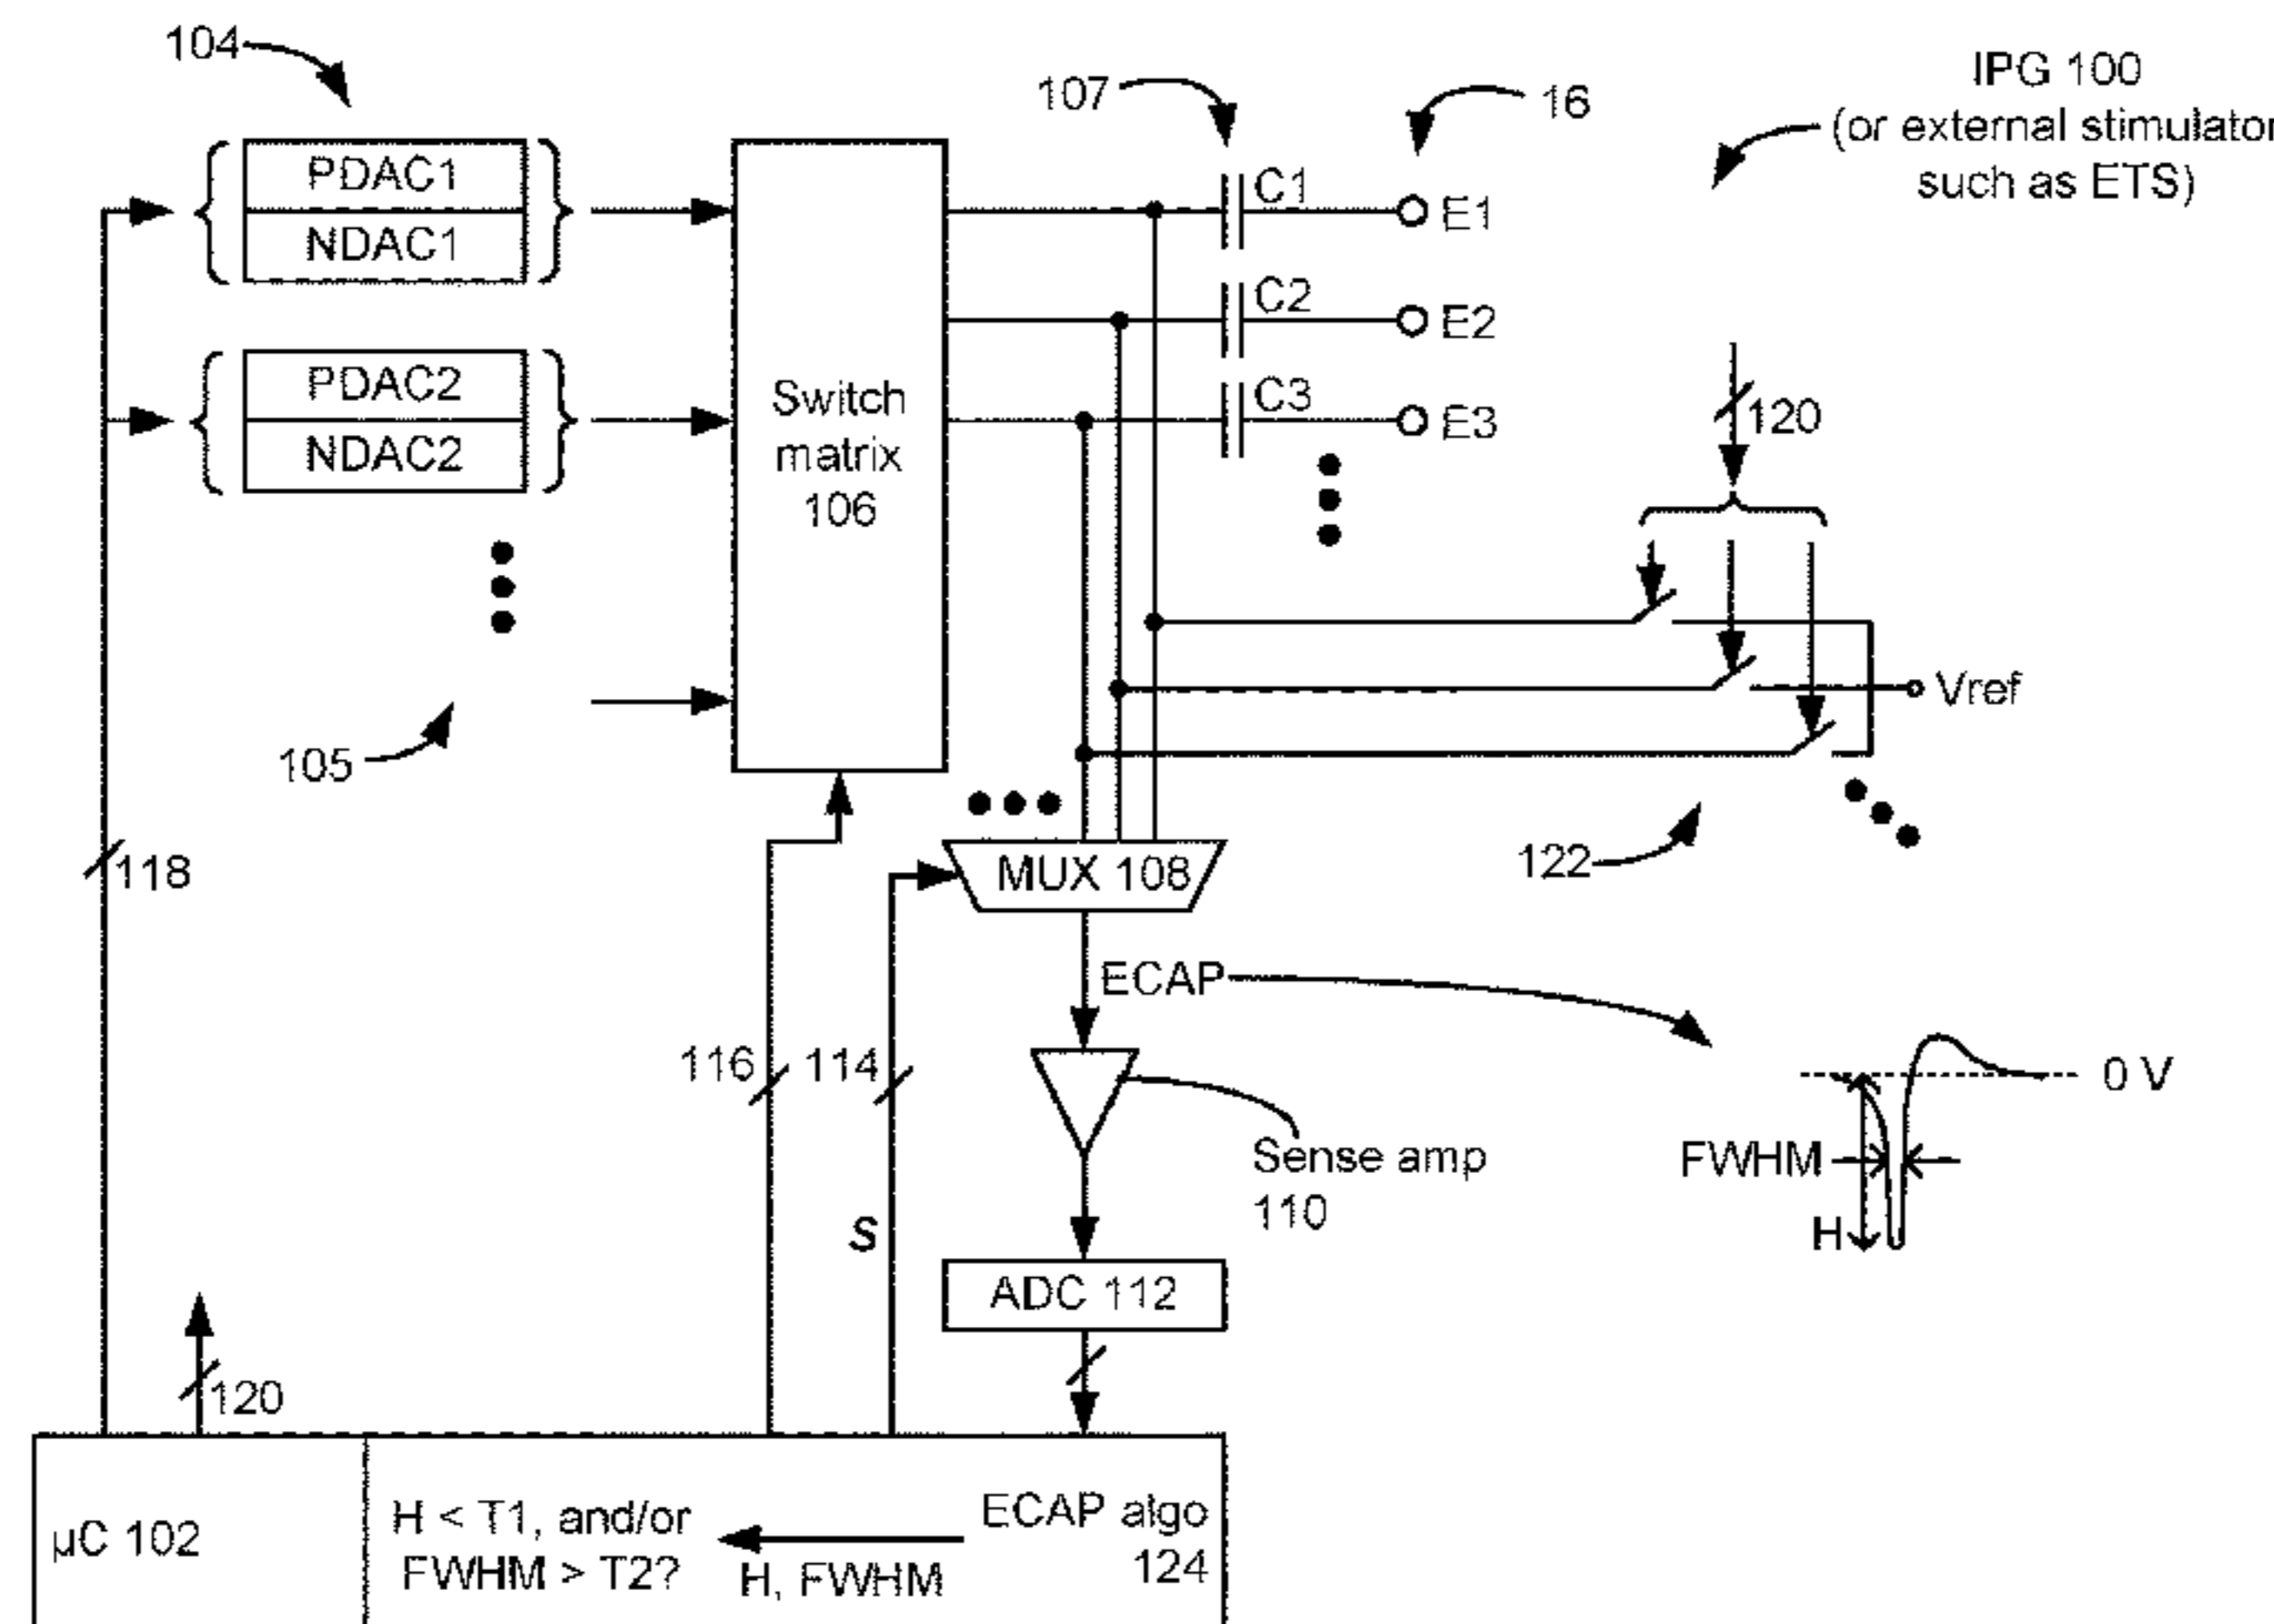 104
107
16
IPG 100
(or external stimulator
such as ETS)
PDAC1
NDAC1
C1
E1
C2
E2
PDAC2
NDAC2
Switch
matrix
106
C3
E3
120
Vref
105
118
MUX 108
122
ECAP
116
114
0 V
FWHM
H
Sense amp
110
S
ADC 112
120
µC 102
H < T1, and/or
FWHM > T2?
H, FWHM
ECAP algo
124